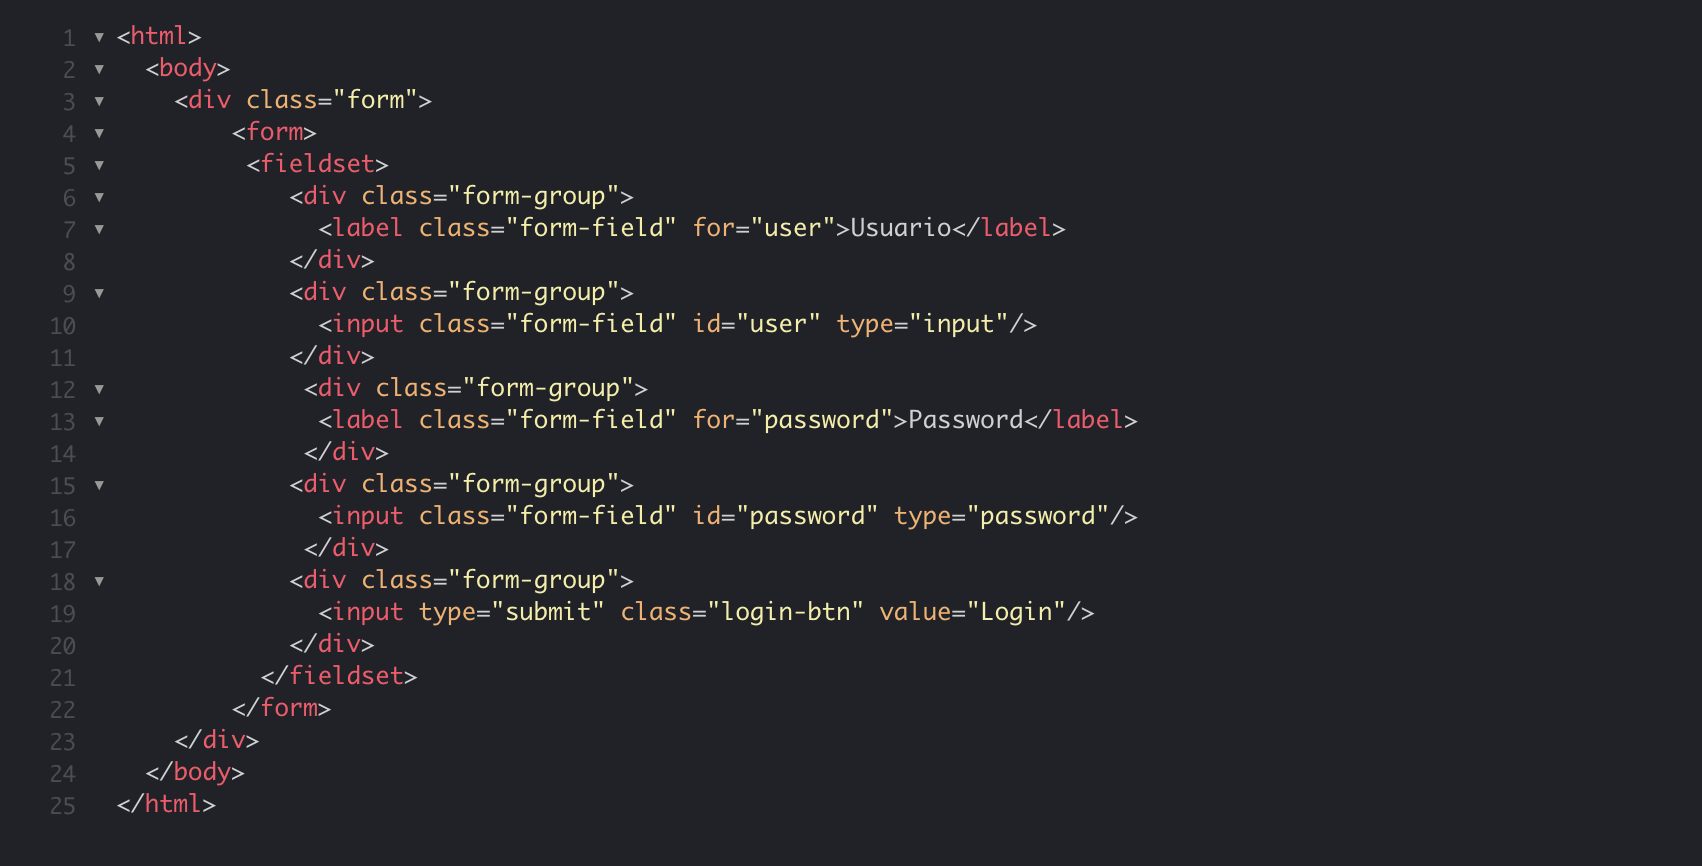 1 ▼ <html>
2 ▼   <body>
3 ▼     <div class="form">
4 ▼         <form>
5 ▼          <fieldset>
6 ▼             <div class="form-group">
7 ▼               <label class="form-field" for="user">Usuario</label>
8               </div>
9 ▼             <div class="form-group">
10                <input class="form-field" id="user" type="input"/>
11              </div>
12 ▼             <div class="form-group">
13 ▼              <label class="form-field" for="password">Password</label>
14               </div>
15 ▼            <div class="form-group">
16                <input class="form-field" id="password" type="password"/>
17               </div>
18 ▼            <div class="form-group">
19                <input type="submit" class="login-btn" value="Login"/>
20              </div>
21            </fieldset>
22          </form>
23      </div>
24    </body>
25  </html>